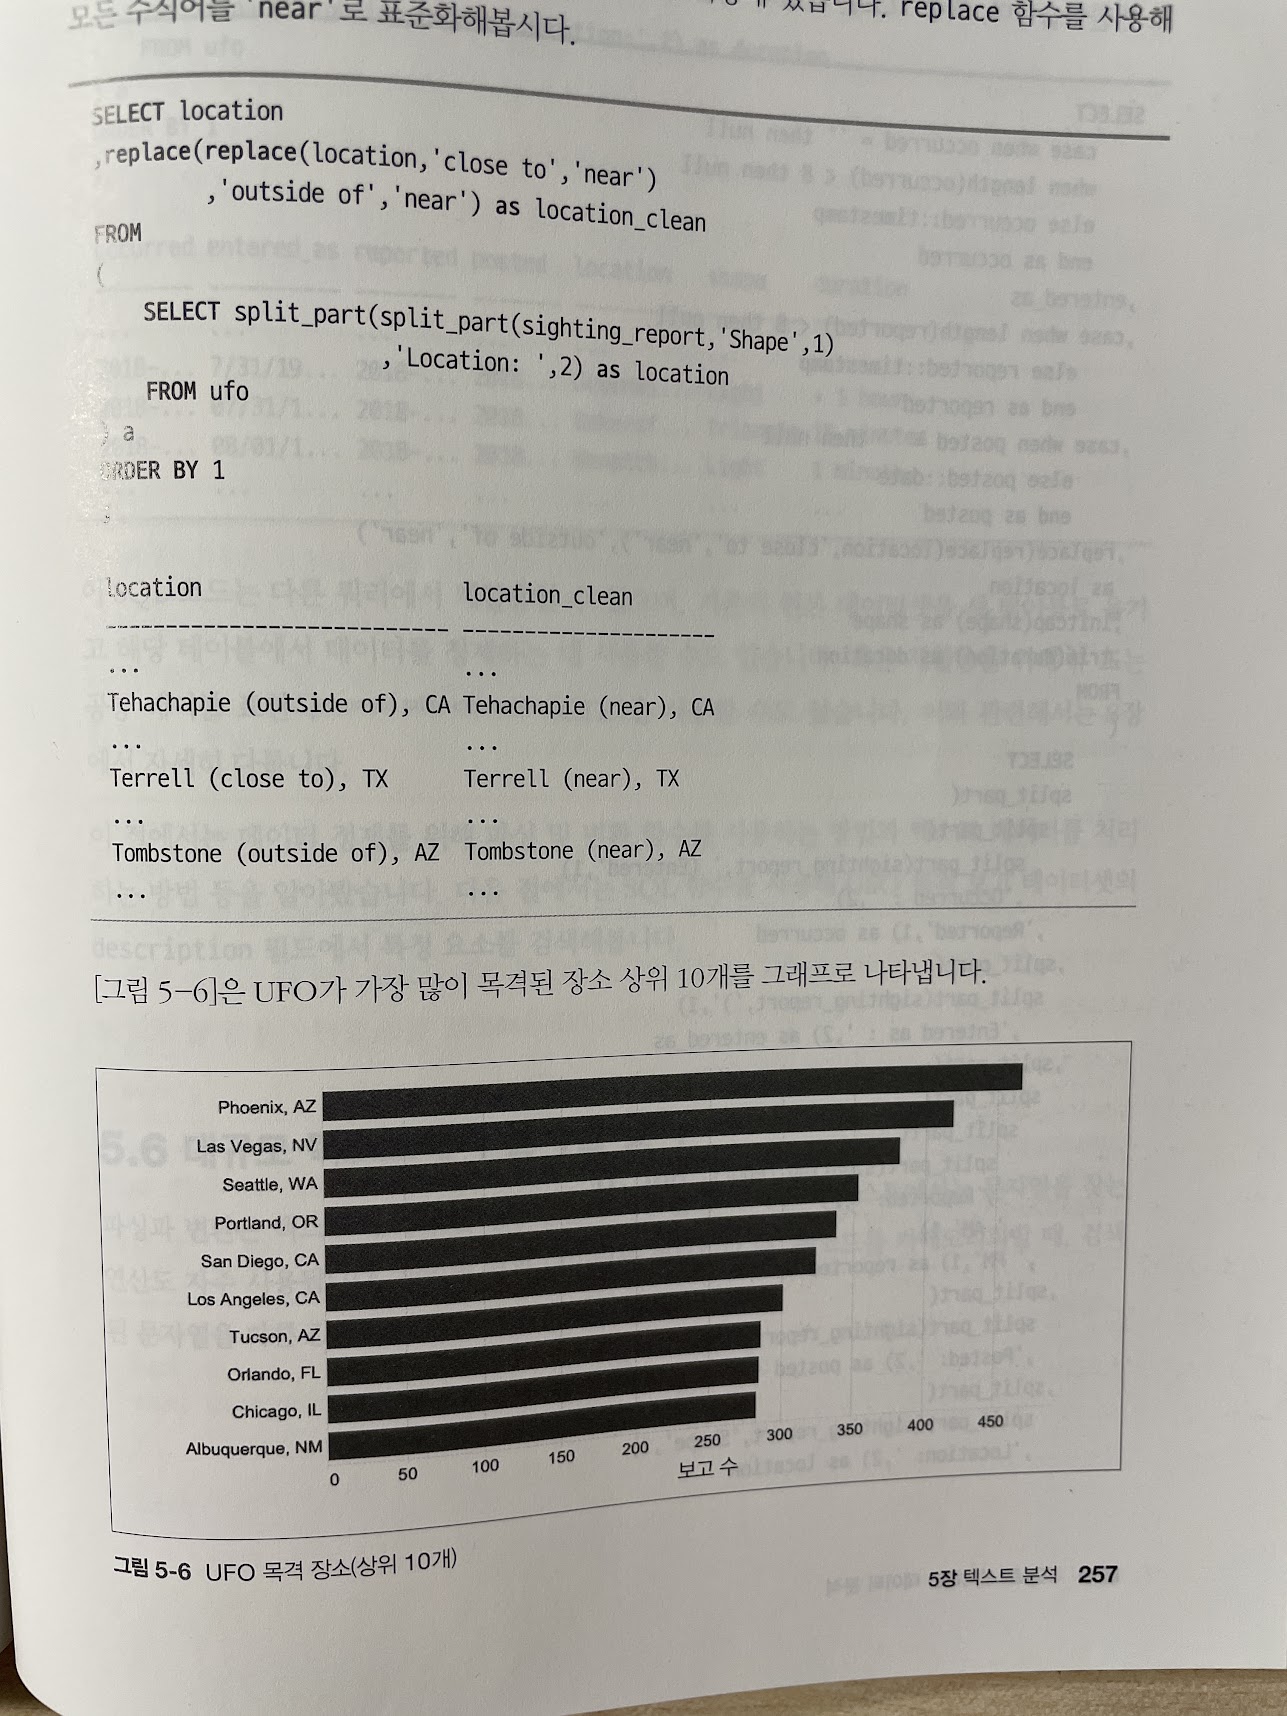 모든 수식어를 'near'로 표준화해봅시다. replace 함수를 사용해
SELECT location
,replace(replace(location,'close to','near')
,'outside of','near') as location_clean
FROM
(
SELECT split_part(split_part(sighting_report,'Shape',1)
,'Location: ',2) as location
FROM ufo
) a
ORDER BY 1
;
location location_clean
--------------------------- --------------------
... ...
Tehachapie (outside of), CA Tehachapie (near), CA
... ...
Terrell (close to), TX Terrell (near), TX
... ...
Tombstone (outside of), AZ Tombstone (near), AZ
... ...
[그림 5-6]은 UFO가 가장 많이 목격된 장소 상위 10개를 그래프로 나타냅니다.
Phoenix, AZ
Las Vegas, NV
Seattle, WA
Portland, OR
San Diego, CA
Los Angeles, CA
Tucson, AZ
Orlando, FL
Chicago, IL
Albuquerque, NM
0 50 100 150 200 250 300 350 400 450
보고 수
그림 5-6 UFO 목격 장소(상위 10개)
5장 텍스트 분석 257